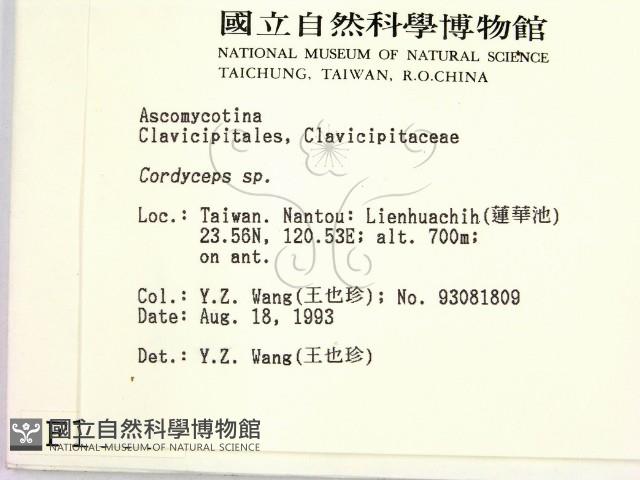 國立自然科學博物館
NATIONAL MUSEUM OF NATURAL SCIENCE
TAICHUNG, TAIWAN, R.O.CHINA
Ascomycotina
Clavicipitales, Clavicipitaceae
Cordyceps sp.
Loc.: Taiwan. Nantou: Lienhuachih(蓮華池)
23.56N, 120.53E; alt. 700m;
on ant.
Col.: Y.Z. Wang(王也珍); No. 93081809
Date: Aug. 18, 1993
Det.: Y.Z. Wang(王也珍)
國立自然科學博物館
NATIONAL MUSEUM OF NATURAL SCIENCE